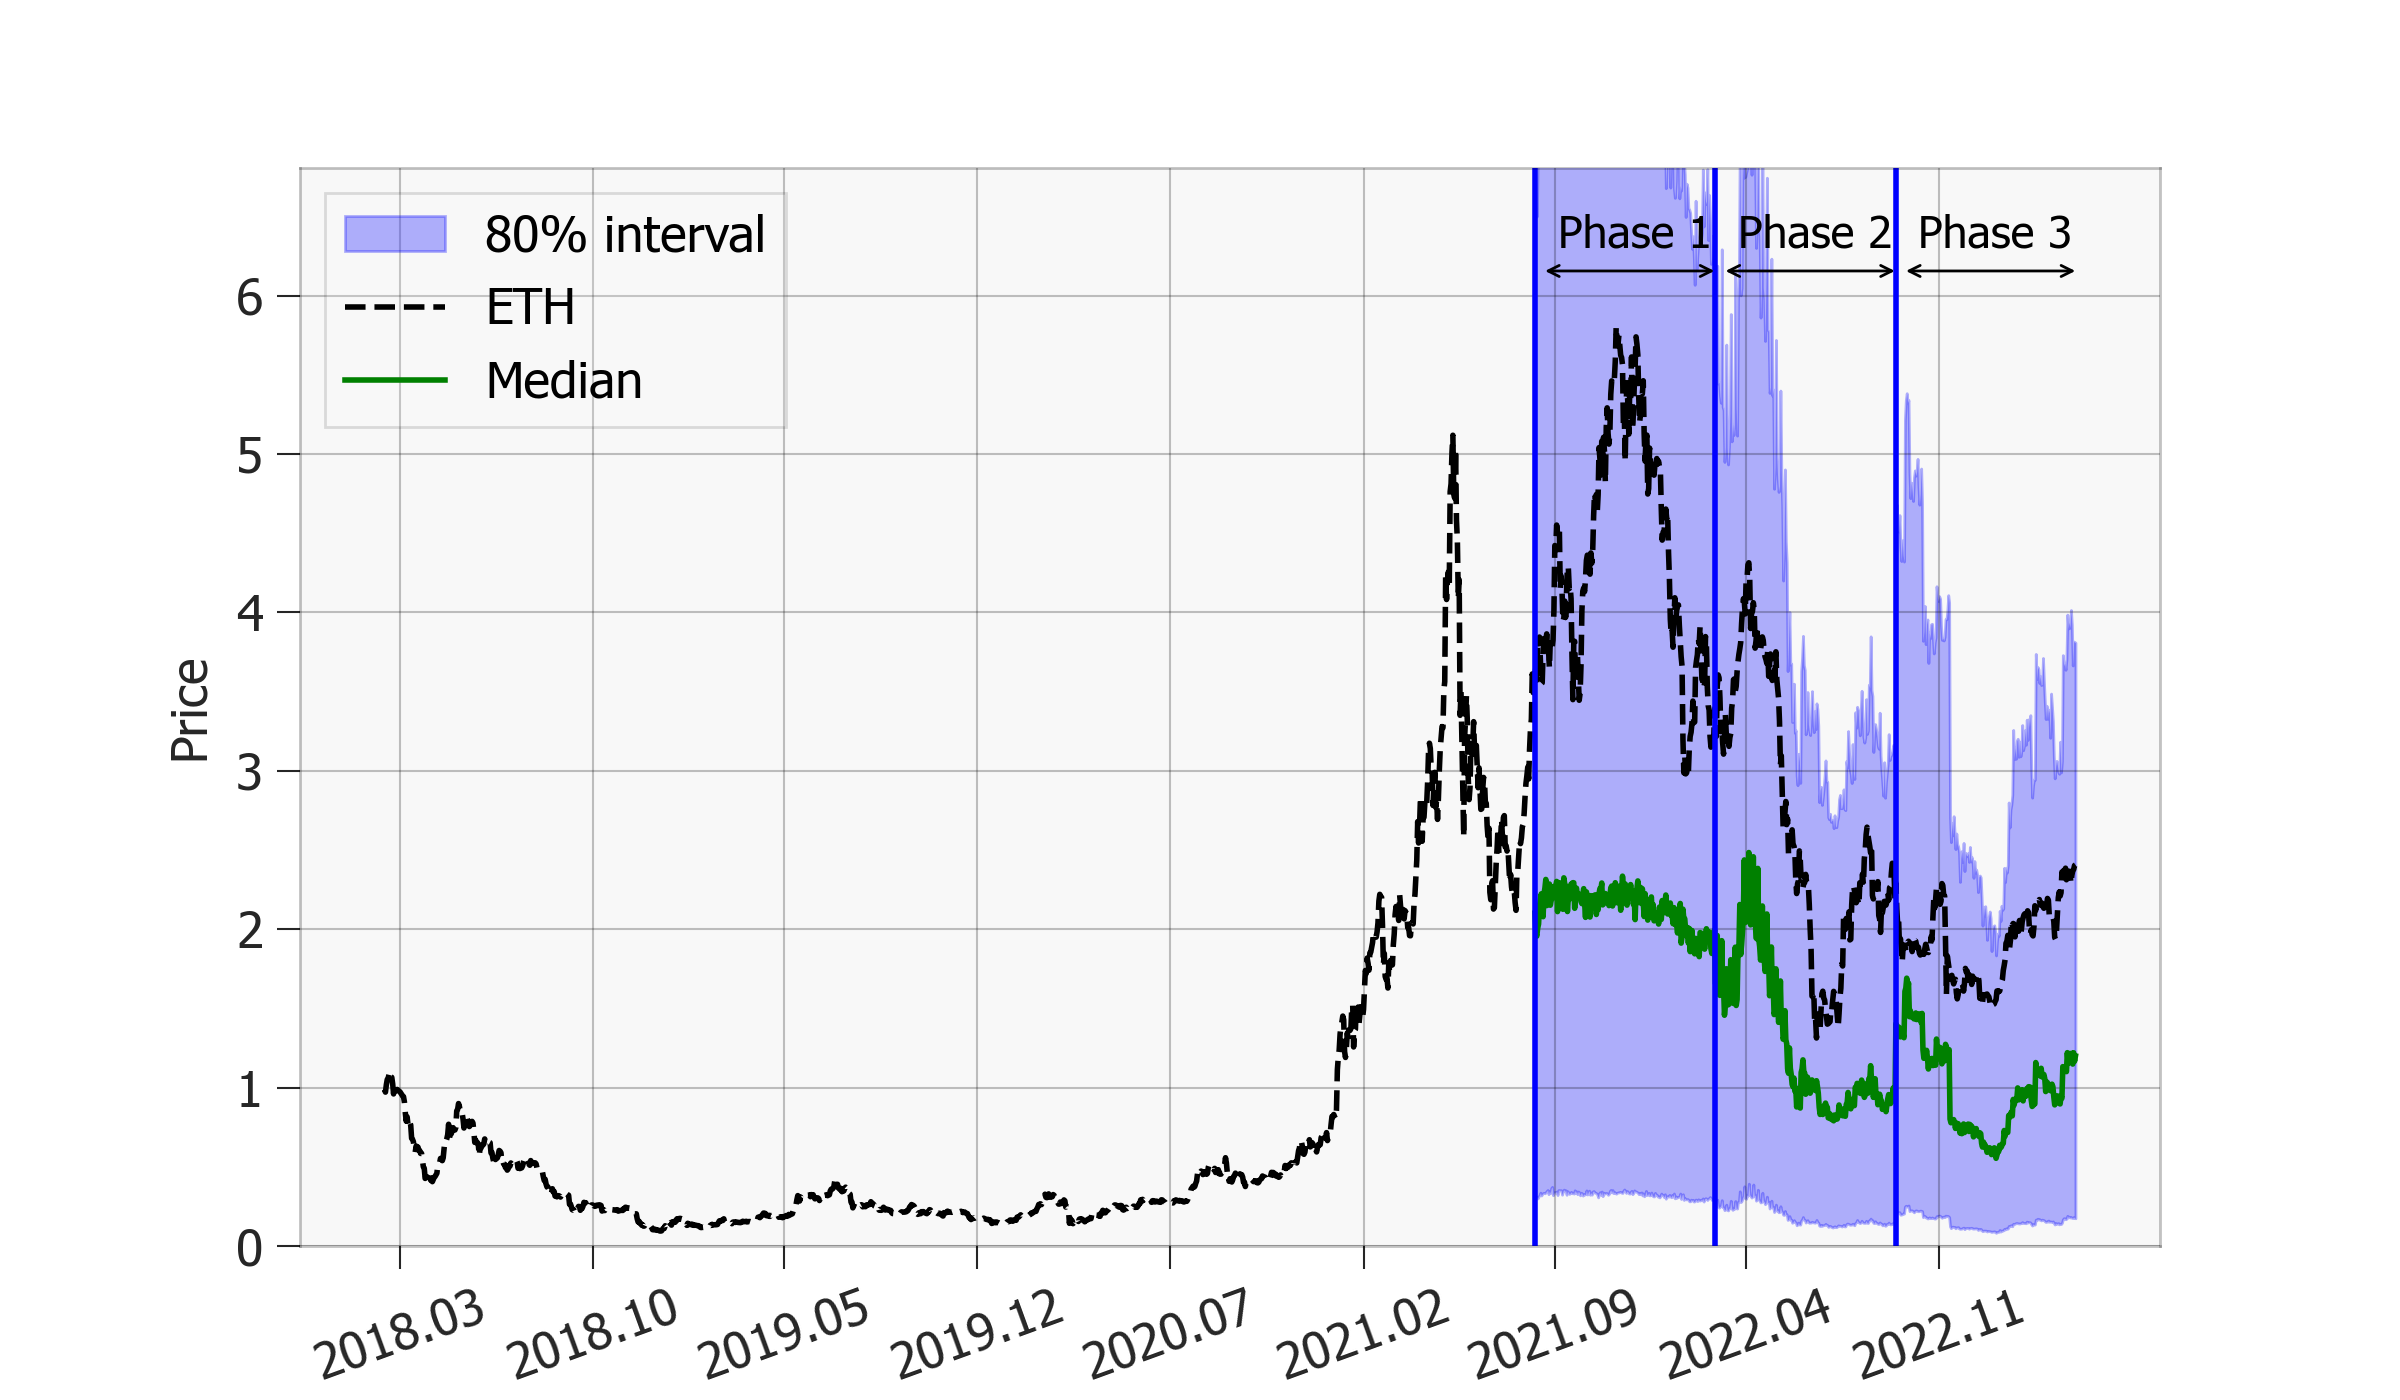 80% interval
ETH
Median
Phase 1
Phase 2
Phase 3
6
5
4
3
2
1
0
Price
2018.03
2018.10
2019.05
2019.12
2020.07
2021.02
2021.09
2022.04
2022.11